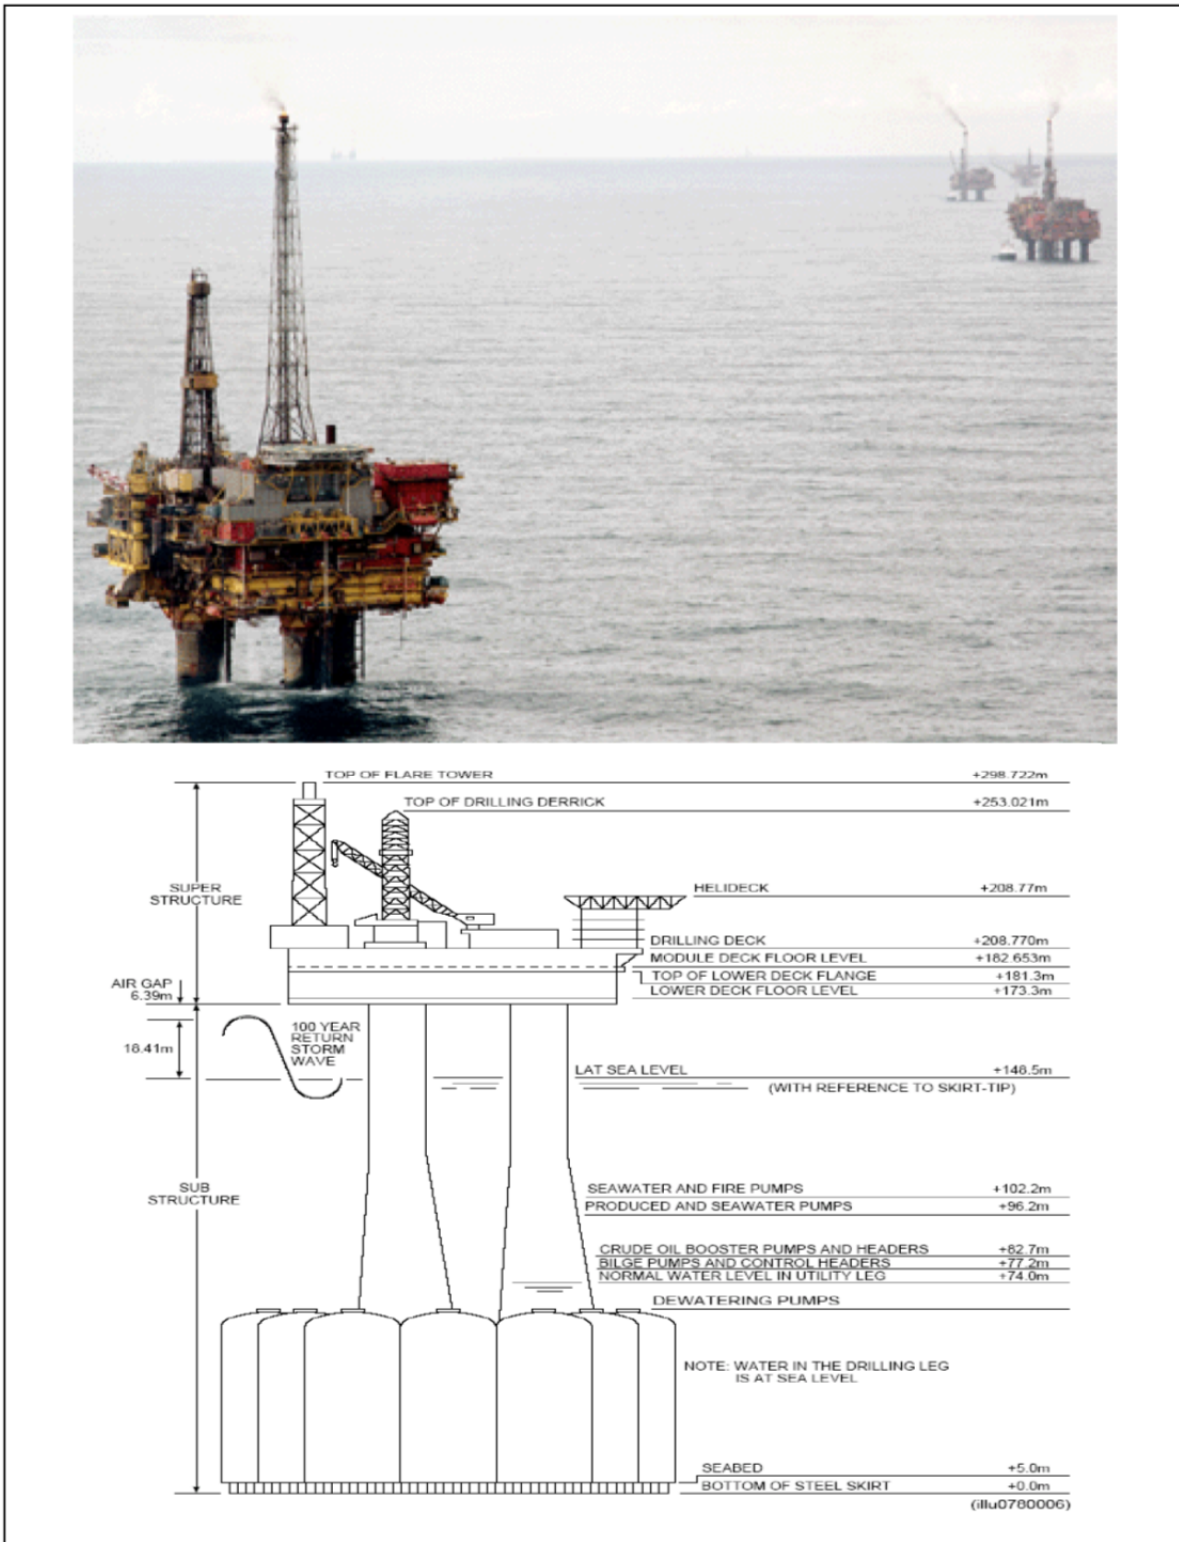 TOP OF FLARE TOWER +298.722m
TOP OF DRILLING DERRICK +253.021m
SUPER
STRUCTURE
HELIDECK +208.77m
DRILLING DECK +208.770m
MODULE DECK FLOOR LEVEL +182.653m
AIR GAP
6.39m
TOP OF LOWER DECK FLANGE +181.3m
LOWER DECK FLOOR LEVEL +173.3m
100 YEAR
RETURN
STORM
WAVE
18.41m
LAT SEA LEVEL +148.5m
(WITH REFERENCE TO SKIRT-TIP)
SUB
STRUCTURE
SEAWATER AND FIRE PUMPS +102.2m
PRODUCED AND SEAWATER PUMPS +96.2m
CRUDE OIL BOOSTER PUMPS AND HEADERS +82.7m
BILGE PUMPS AND CONTROL HEADERS +77.2m
NORMAL WATER LEVEL IN UTILITY LEG +74.0m
DEWATERING PUMPS
NOTE: WATER IN THE DRILLING LEG
IS AT SEA LEVEL
SEABED +5.0m
BOTTOM OF STEEL SKIRT +0.0m
(illu0780006)